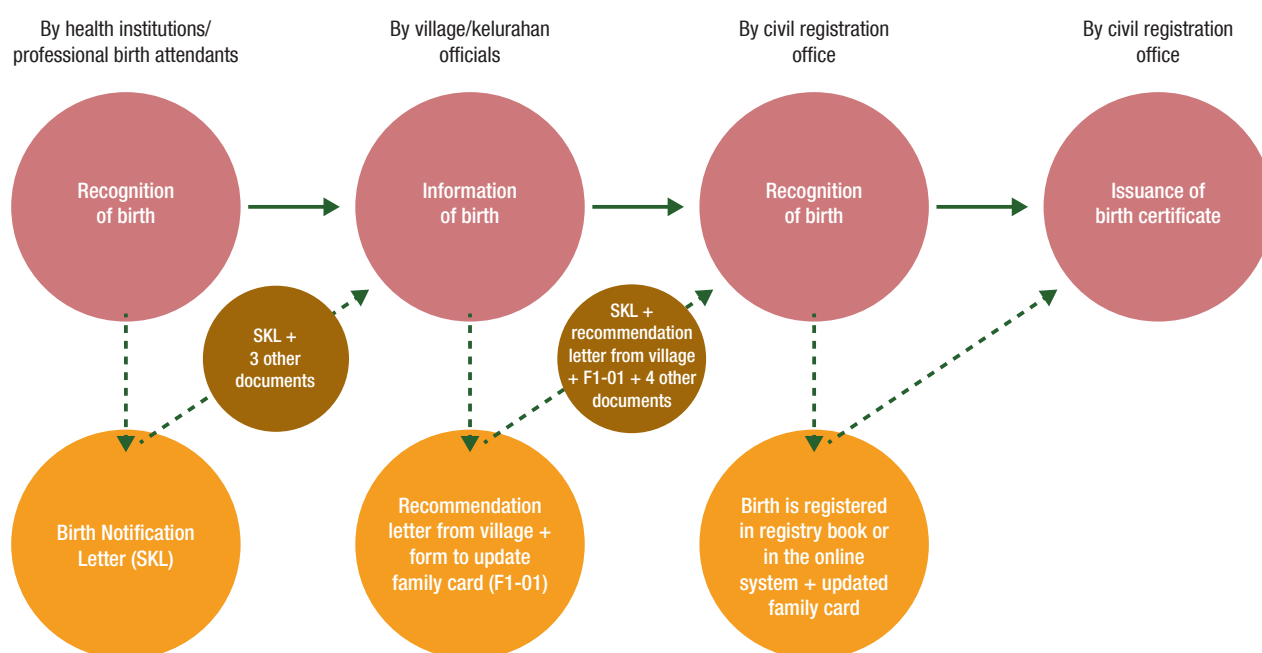 By health institutions/
professional birth attendants
By village/kelurahan
officials
By civil registration
office
By civil registration
office
Recognition
of birth
Information
of birth
Recognition
of birth
Issuance of
birth certificate
SKL +
3 other
documents
SKL +
recommendation
letter from village
+ F1-01 + 4 other
documents
Birth Notification
Letter (SKL)
Recommendation
letter from village +
form to update
family card (F1-01)
Birth is registered
in registry book or
in the online
system + updated
family card